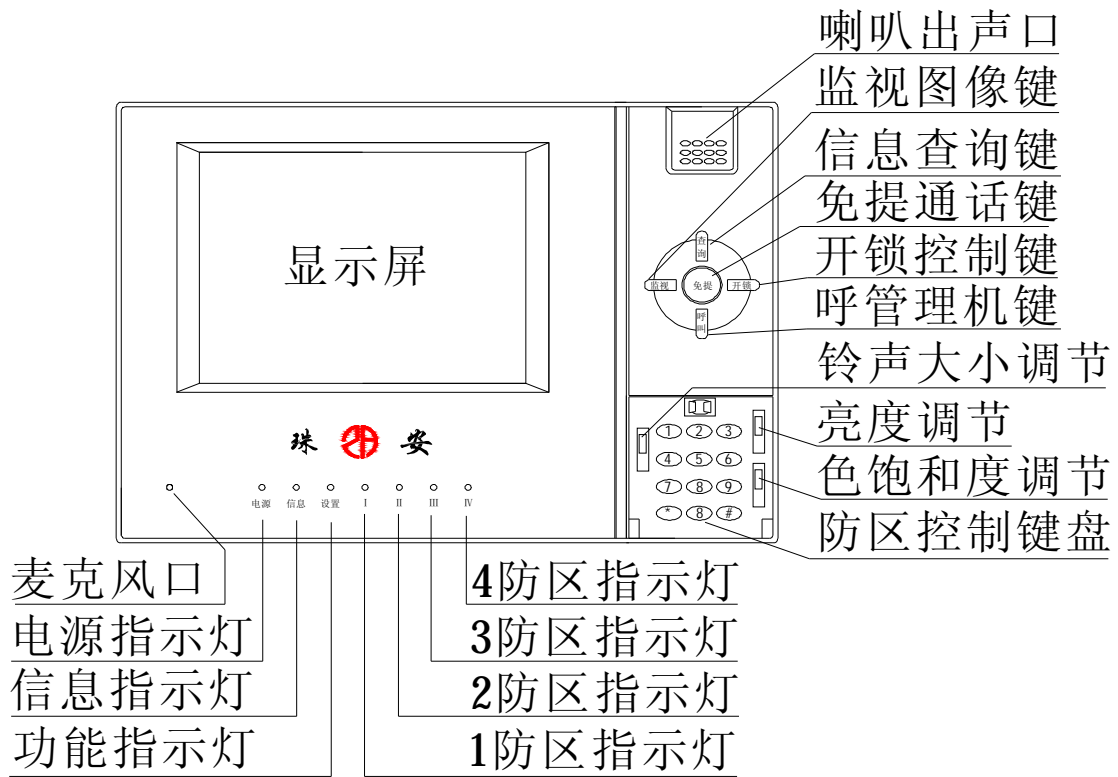 喇叭出声口
监视图像键
信息查询键
免提通话键
开锁控制键
呼管理机键
铃声大小调节
亮度调节
色饱和度调节
防区控制键盘
显示屏
查询
监视
免提
开锁
呼叫
珠 安
1 2 3
4 5 6
7 8 9
* 8 #
电源 信息 设置 I II III IV
麦克风口
电源指示灯
信息指示灯
功能指示灯
4防区指示灯
3防区指示灯
2防区指示灯
1防区指示灯